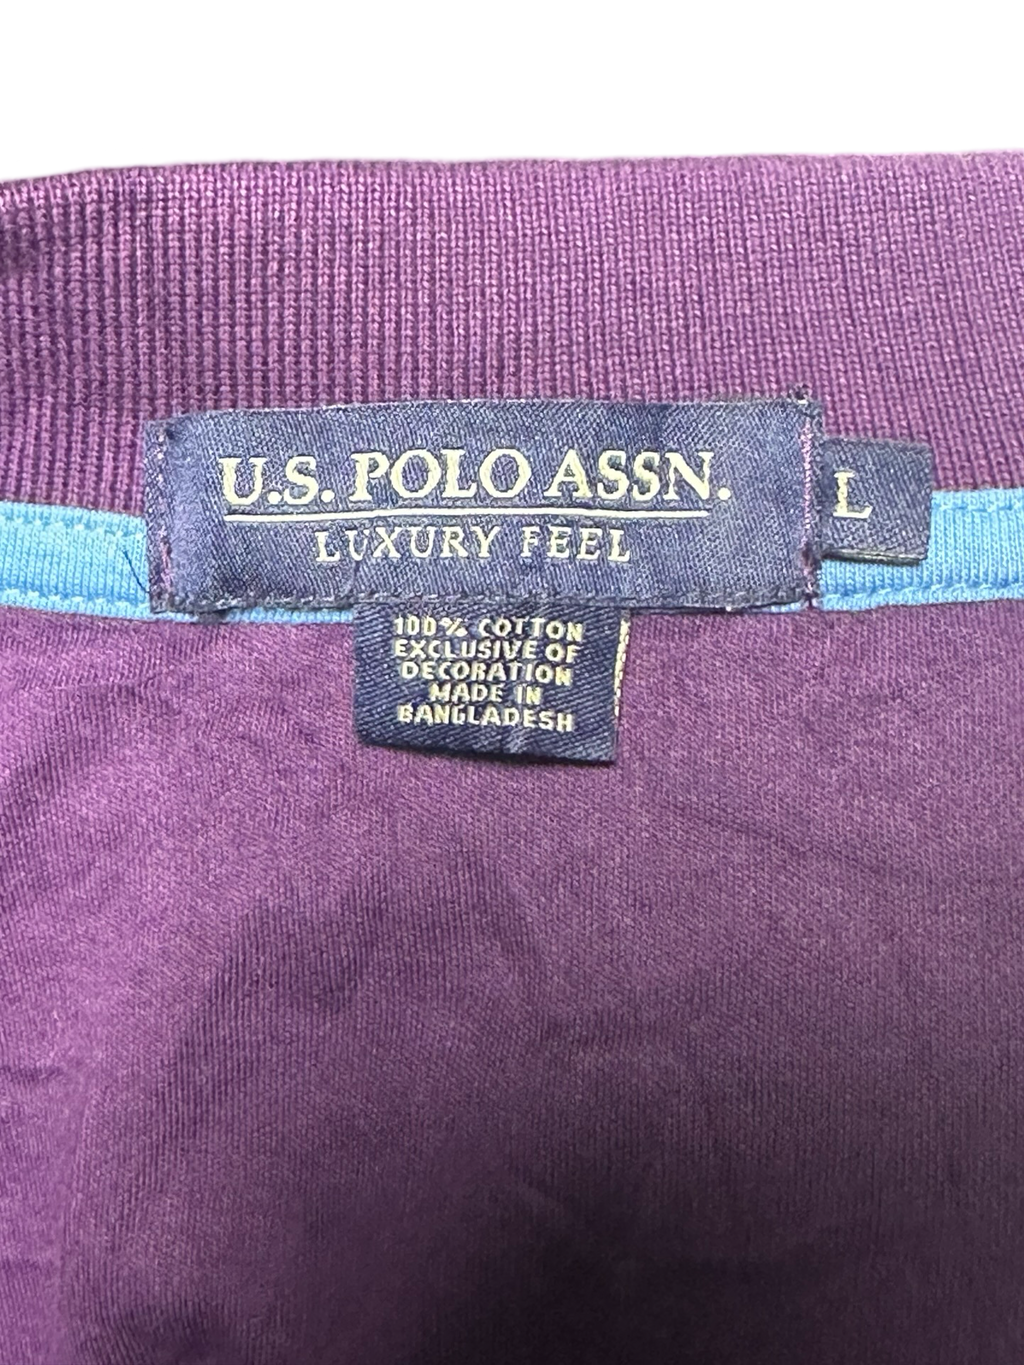 U.S. POLO ASSN.
LUXURY FEEL
L
100% COTTON
EXCLUSIVE OF
DECORATION
MADE IN
BANGLADESH